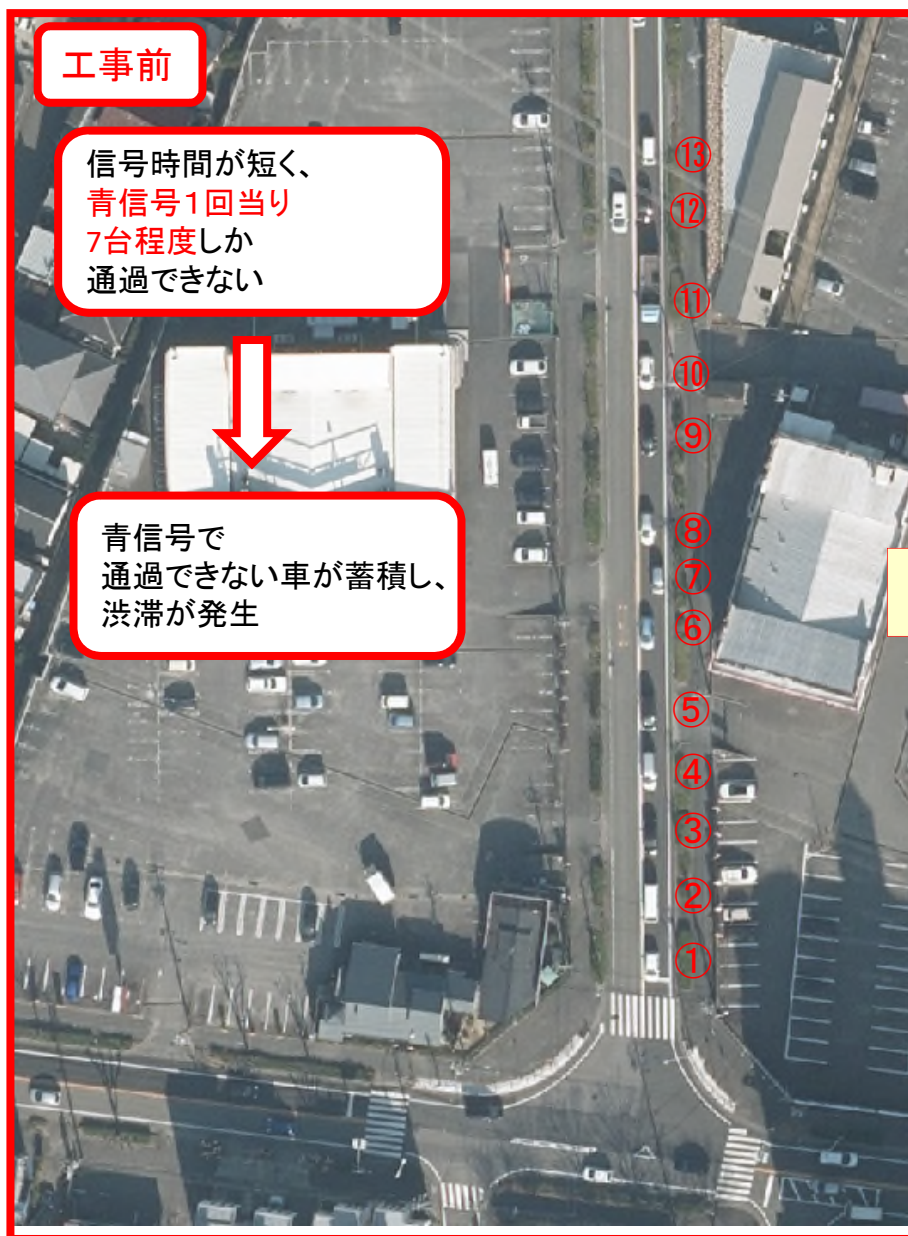 工事前
信号時間が短く、
青信号1回当り
7台程度しか
通過できない
青信号で
通過できない車が蓄積し、
渋滞が発生
⑬
⑫
⑪
⑩
⑨
⑧
⑦
⑥
⑤
④
③
②
①